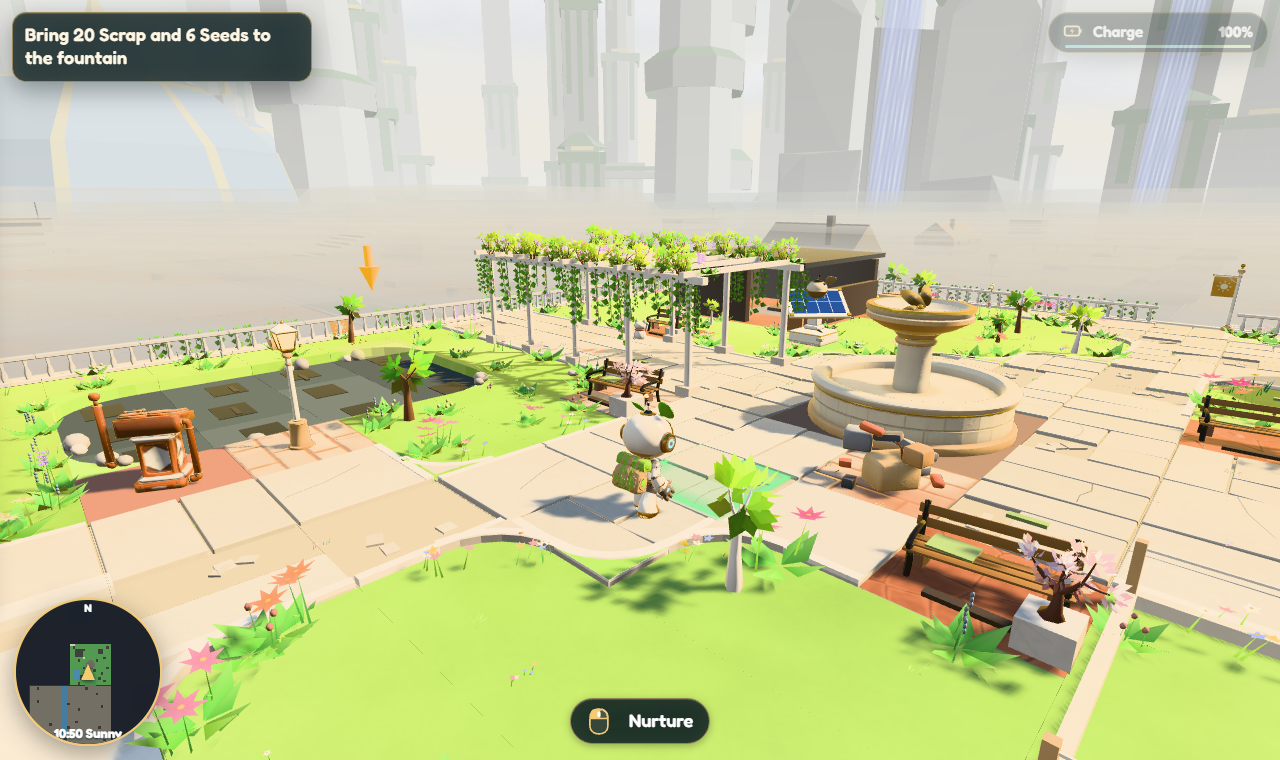 Bring 20 Scrap and 6 Seeds to
the fountain
Charge 100%
N
10:50 Sunny
Nurture